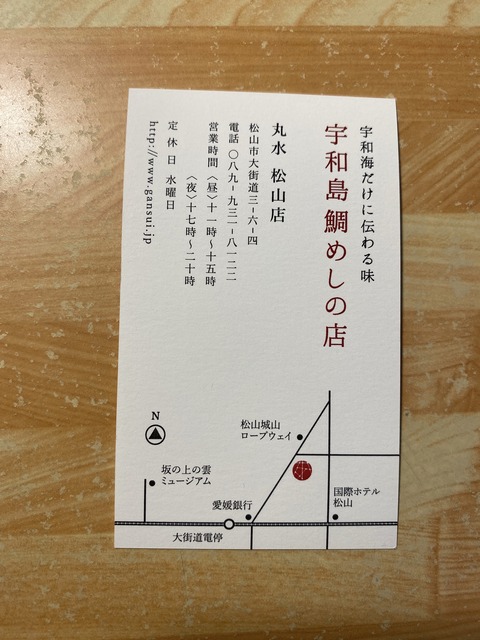 宇和海だけに伝わる味
宇和島鯛めしの店
丸水 松山店
松山市大街道三-六-四
電話 〇八九-九三一-八一二二
営業時間 〈昼〉十一時〜十五時
〈夜〉十七時〜二十時
定休日 水曜日
http://www.gansui.jp
松山城山
ロープウェイ
N
坂の上の雲
ミュージアム
国際ホテル
松山
愛媛銀行
大街道電停